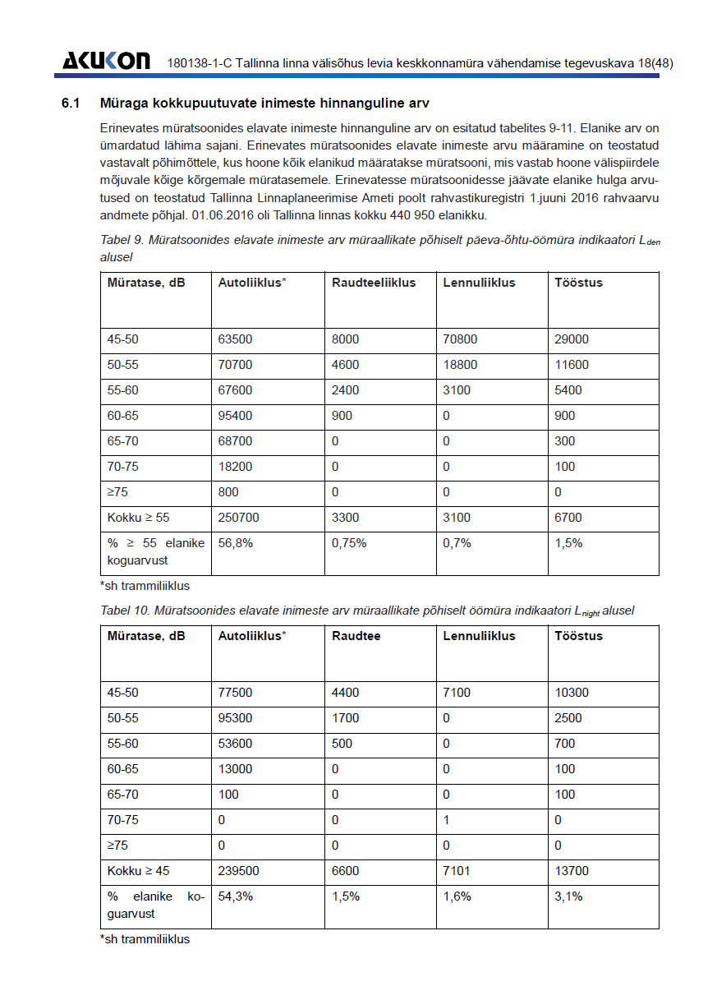 AKUKON 180138-1-C Tallinna linna välisõhus levia keskkonnamüra vähendamise tegevuskava 18(48)
6.1 Müraga kokkupuutuvate inimeste hinnanguline arv
Erinevates müratsoonides elavate inimeste hinnanguline arv on esitatud tabelites 9-11. Elanike arv on
ümardatud lähima sajani. Erinevates müratsoonides elavate inimeste arvu määramine on teostatud
vastavalt põhimõttele, kus hoone kõik elanikud määratakse müratsooni, mis vastab hoone välispiirdele
mõjuvale kõige kõrgemale müratasemele. Erinevatesse müratsoonidesse jäävate elanike hulga arvu-
tused on teostatud Tallinna Linnaplaneerimise Ameti poolt rahvastikuregistri 1.juuni 2016 rahvaarvu
andmete põhjal. 01.06.2016 oli Tallinna linnas kokku 440 950 elanikku.
Tabel 9. Müratsoonides elavate inimeste arv müraallikate põhiselt päeva-õhtu-öömüra indikaatori Lden
alusel
Müratase, dB Autoliiklus* Raudteeliiklus Lennuliiklus Tööstus
45-50 63500 8000 70800 29000
50-55 70700 4600 18800 11600
55-60 67600 2400 3100 5400
60-65 95400 900 0 900
65-70 68700 0 0 300
70-75 18200 0 0 100
≥75 800 0 0 0
Kokku ≥ 55 250700 3300 3100 6700
% ≥ 55 elanike 56,8% 0,75% 0,7% 1,5%
koguarvust
*sh trammiliiklus
Tabel 10. Müratsoonides elavate inimeste arv müraallikate põhiselt öömüra indikaatori Lnight alusel
Müratase, dB Autoliiklus* Raudtee Lennuliiklus Tööstus
45-50 77500 4400 7100 10300
50-55 95300 1700 0 2500
55-60 53600 500 0 700
60-65 13000 0 0 100
65-70 100 0 0 100
70-75 0 0 1 0
≥75 0 0 0 0
Kokku ≥ 45 239500 6600 7101 13700
% elanike ko- 54,3% 1,5% 1,6% 3,1%
guarvust
*sh trammiliiklus